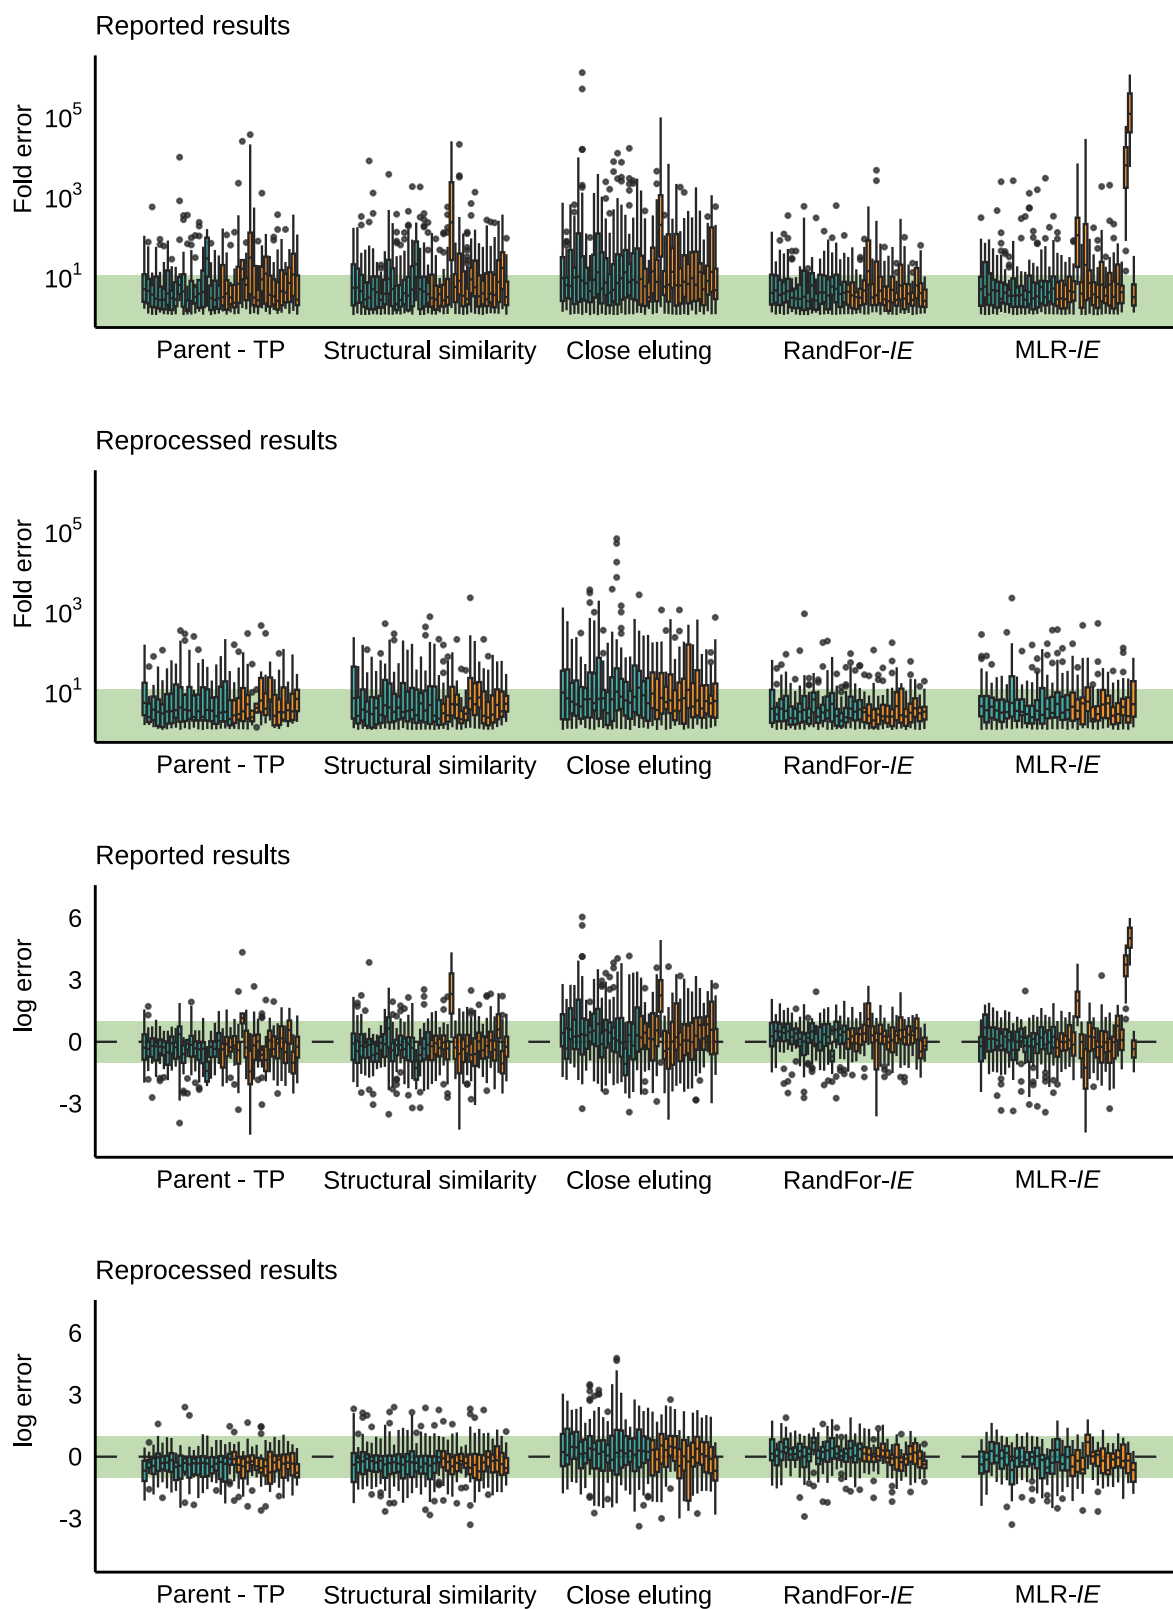 Reported results
Fold error
10^5
10^3
10^1
Parent - TP Structural similarity Close eluting RandFor-IE MLR-IE
Reprocessed results
Fold error
10^5
10^3
10^1
Parent - TP Structural similarity Close eluting RandFor-IE MLR-IE
Reported results
log error
6
3
0
-3
Parent - TP Structural similarity Close eluting RandFor-IE MLR-IE
Reprocessed results
log error
6
3
0
-3
Parent - TP Structural similarity Close eluting RandFor-IE MLR-IE